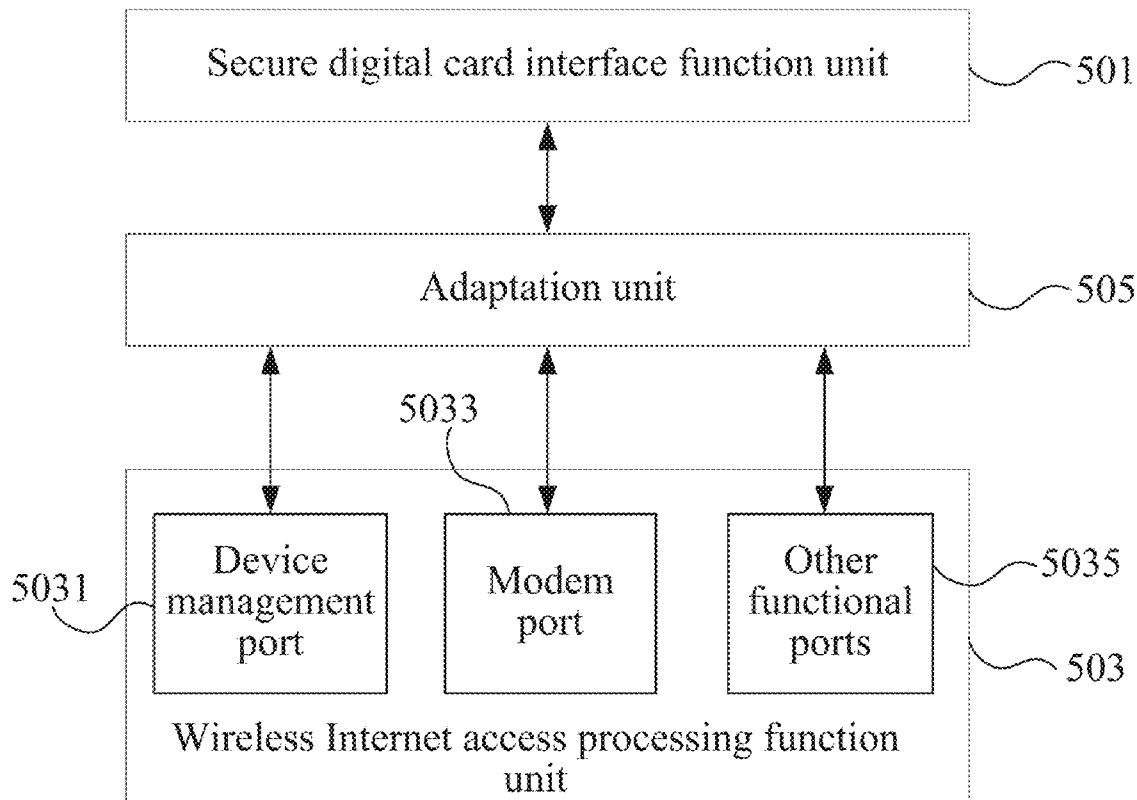 Secure digital card interface function unit
501
Adaptation unit
505
5033
Device
management
port
5031
Modem
port
Other
functional
ports
5035
503
Wireless Internet access processing function
unit